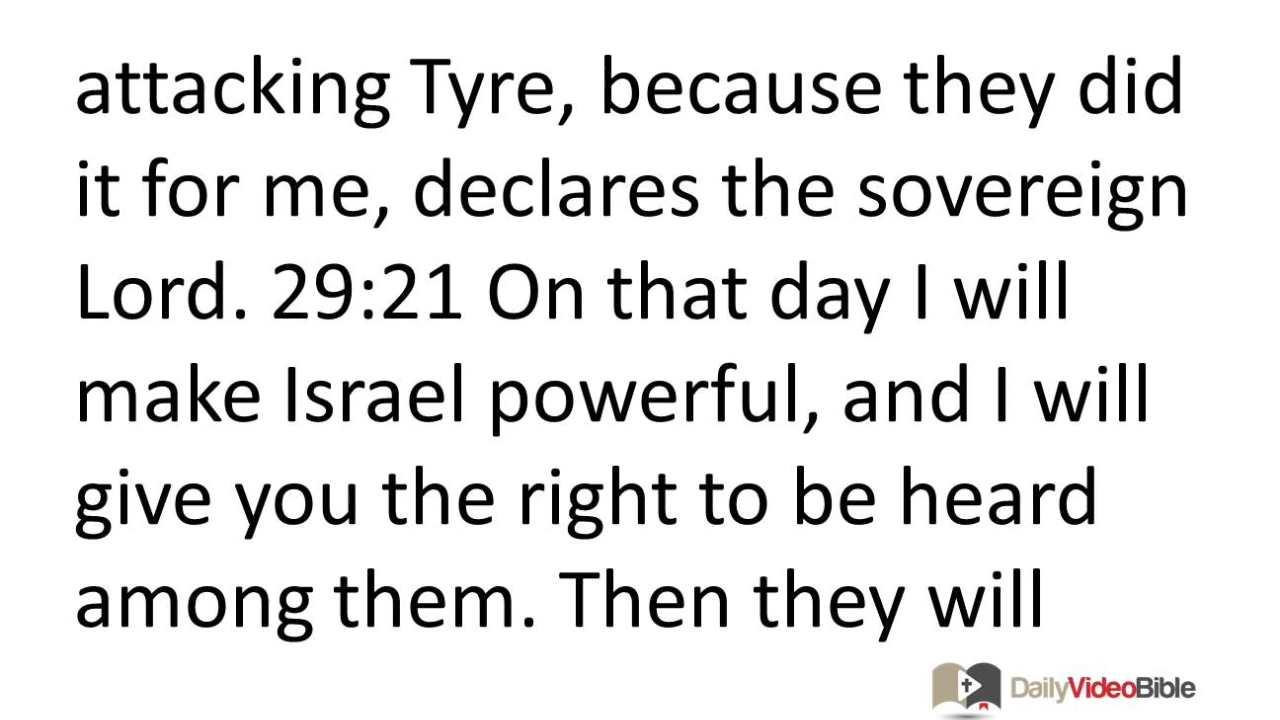 attacking Tyre, because they did
it for me, declares the sovereign
Lord. 29:21 On that day I will
make Israel powerful, and I will
give you the right to be heard
among them. Then they will
DailyVideoBible